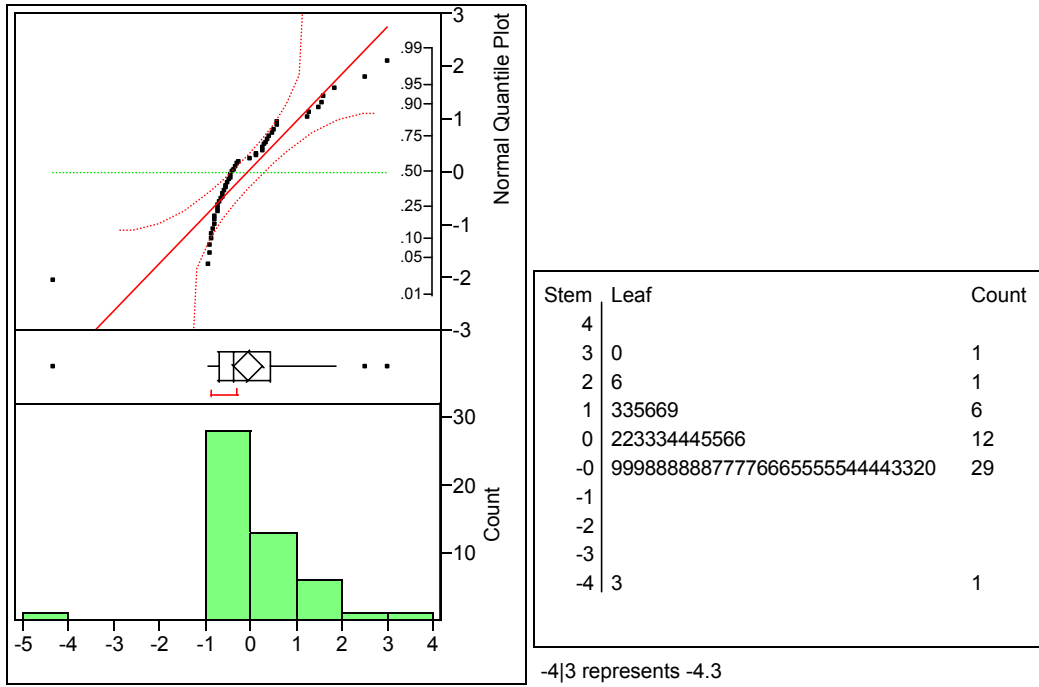 3
2
1
0
-1
-2
-3
.99
.95
.90
.75
.50
.25
.10
.05
.01
Normal Quantile Plot
30
20
10
Count
-5 -4 -3 -2 -1 0 1 2 3 4
Stem Leaf Count
4
3 0 1
2 6 1
1 335669 6
0 223334445566 12
-0 99988888877776665555544443320 29
-1
-2
-3
-4 3 1
-4|3 represents -4.3